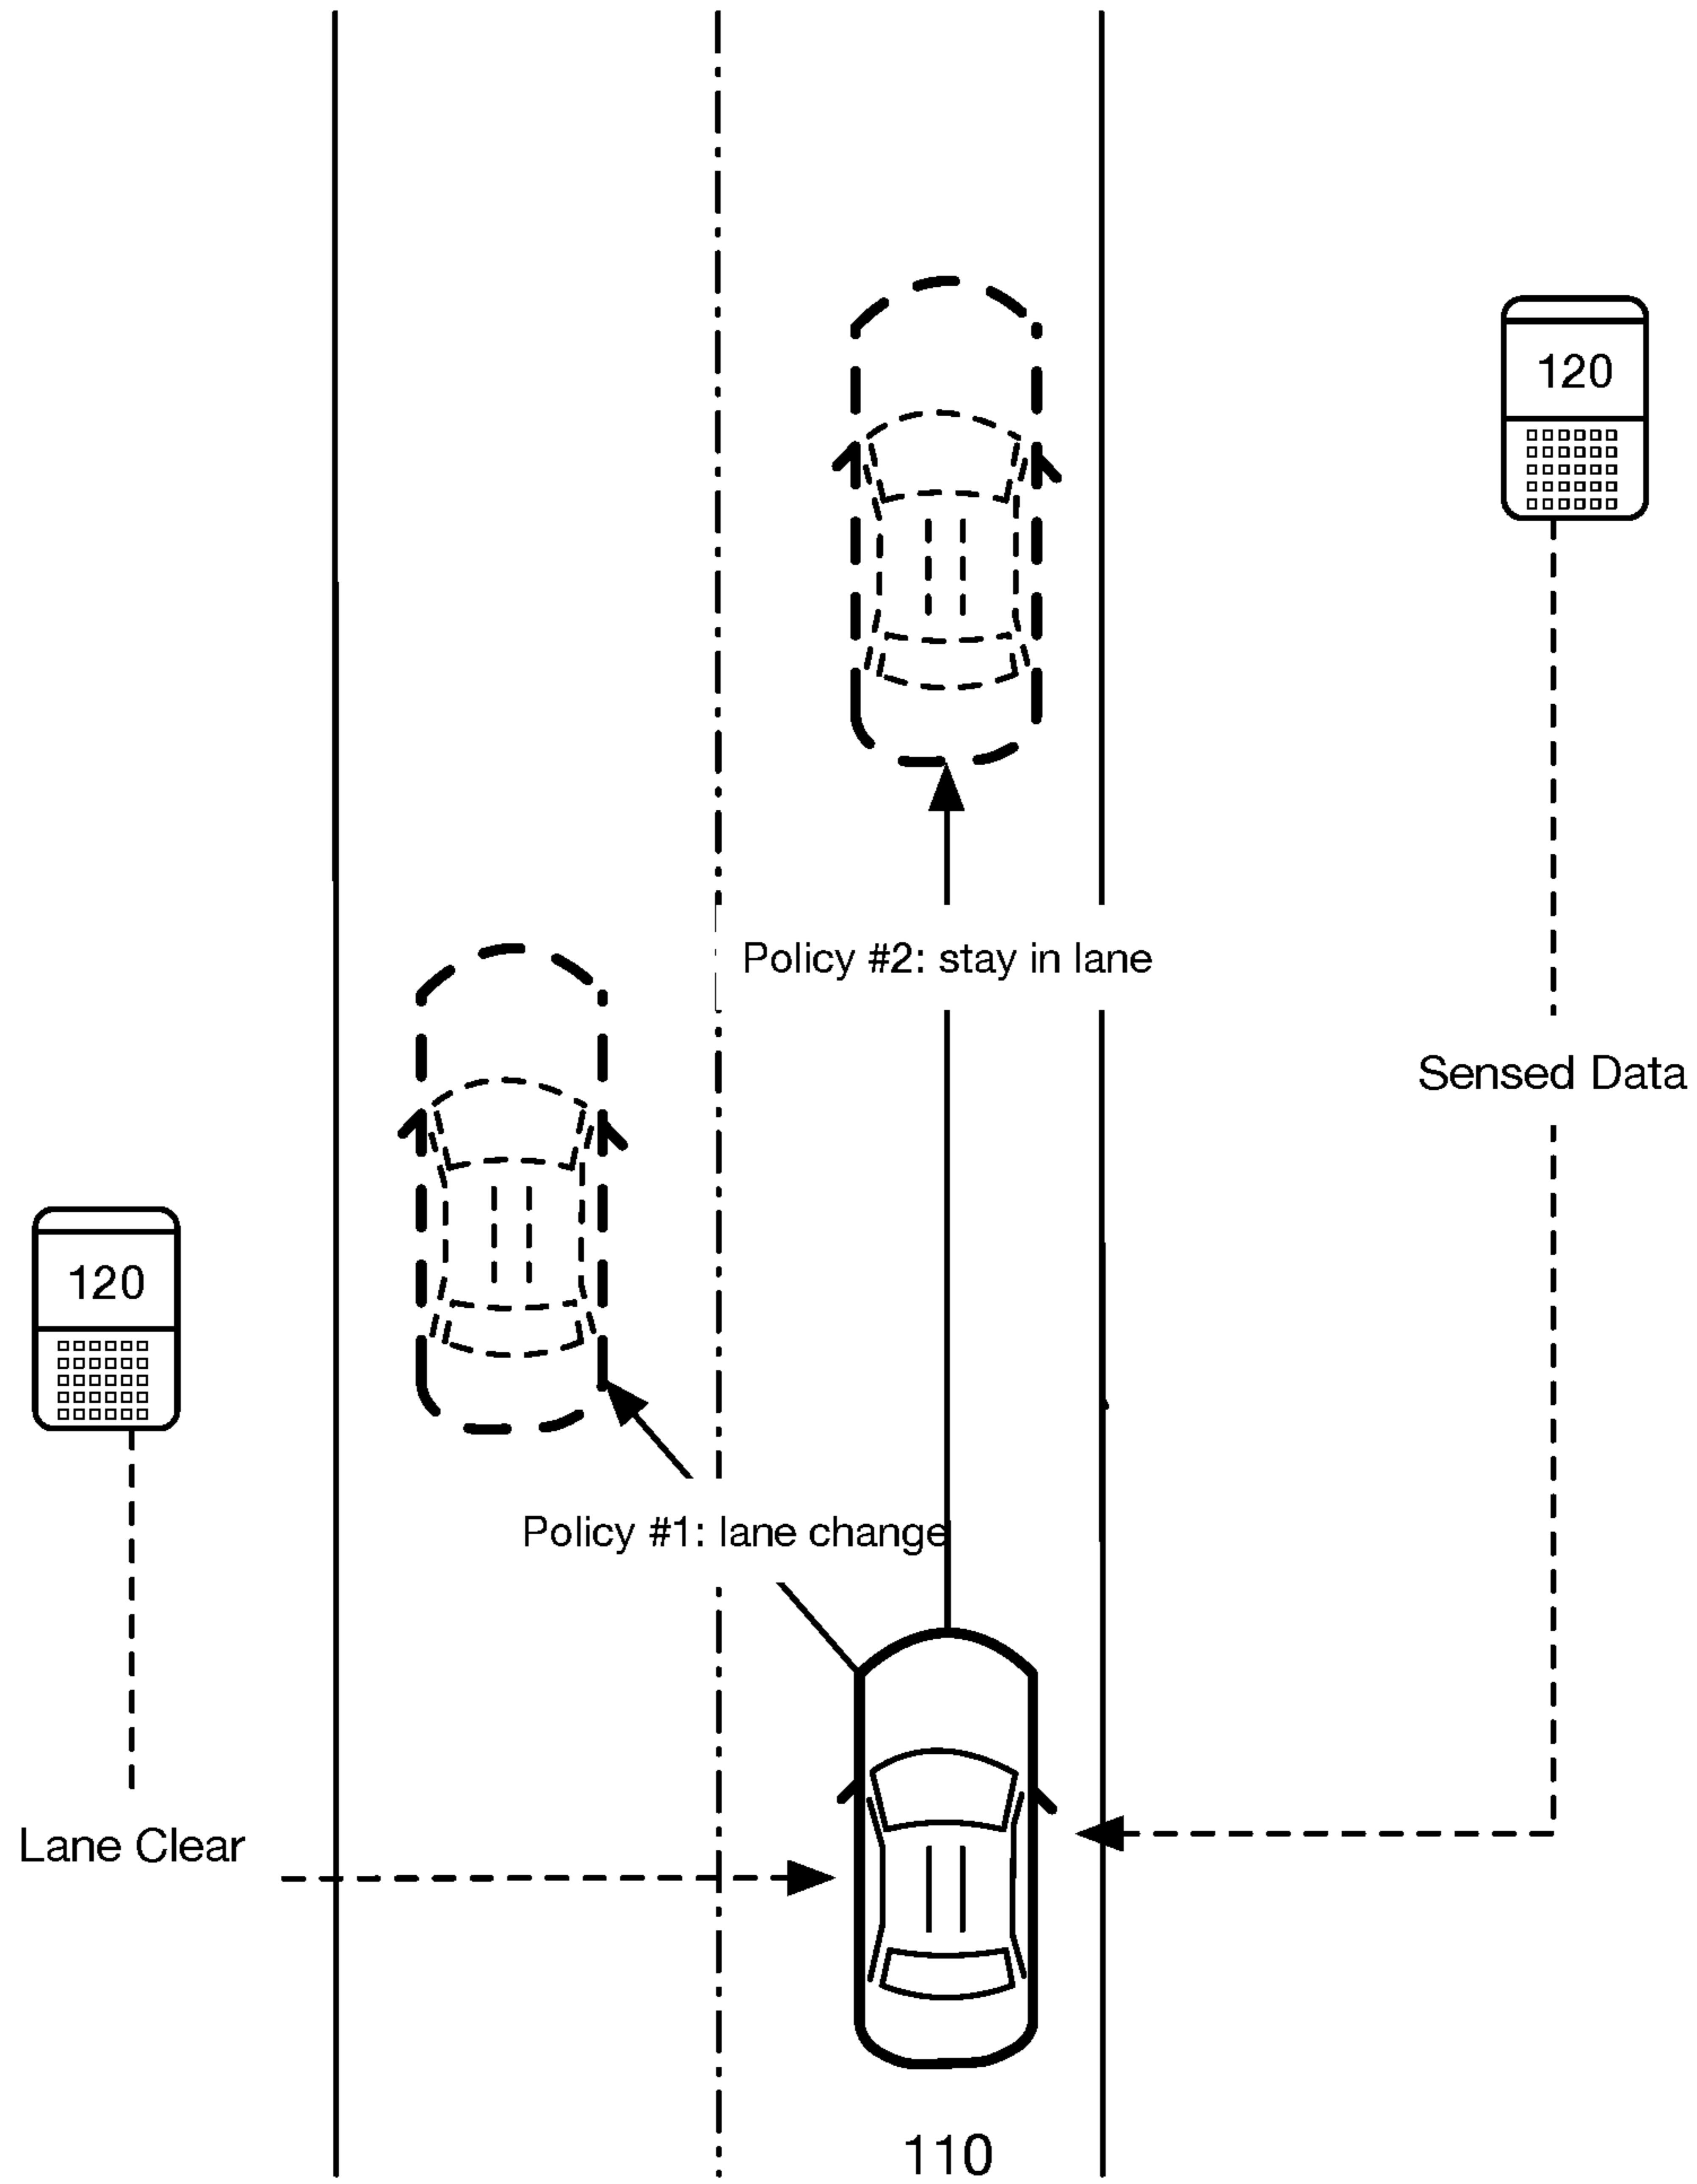 120
Policy #2: stay in lane
Sensed Data
120
Policy #1: lane change
Lane Clear
110